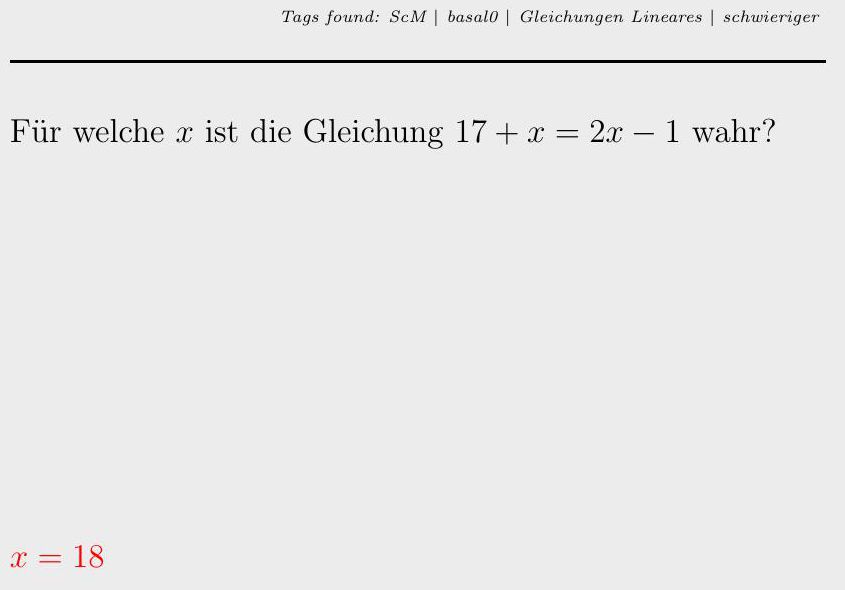 Tags found: ScM | basal0 | Gleichungen Lineares | schwieriger
Für welche x ist die Gleichung 17 + x = 2x − 1 wahr?
x = 18